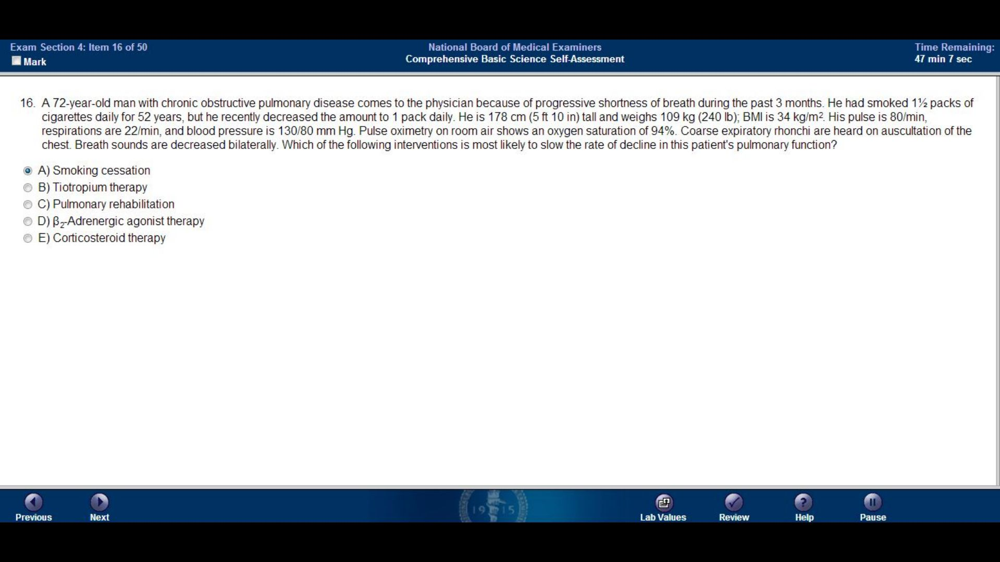 Exam Section 4: Item 16 of 50
National Board of Medical Examiners
Time Remaining:
Mark
Comprehensive Basic Science Self-Assessment
47 min 7 sec
16. A 72-year-old man with chronic obstructive pulmonary disease comes to the physician because of progressive shortness of breath during the past 3 months. He had smoked 1½ packs of
cigarettes daily for 52 years, but he recently decreased the amount to 1 pack daily. He is 178 cm (5 ft 10 in) tall and weighs 109 kg (240 lb); BMI is 34 kg/m². His pulse is 80/min,
respirations are 22/min, and blood pressure is 130/80 mm Hg. Pulse oximetry on room air shows an oxygen saturation of 94%. Coarse expiratory rhonchi are heard on auscultation of the
chest. Breath sounds are decreased bilaterally. Which of the following interventions is most likely to slow the rate of decline in this patient's pulmonary function?
A) Smoking cessation
B) Tiotropium therapy
C) Pulmonary rehabilitation
D) β₂-Adrenergic agonist therapy
E) Corticosteroid therapy
1915
Previous
Next
Lab Values
Review
Help
Pause